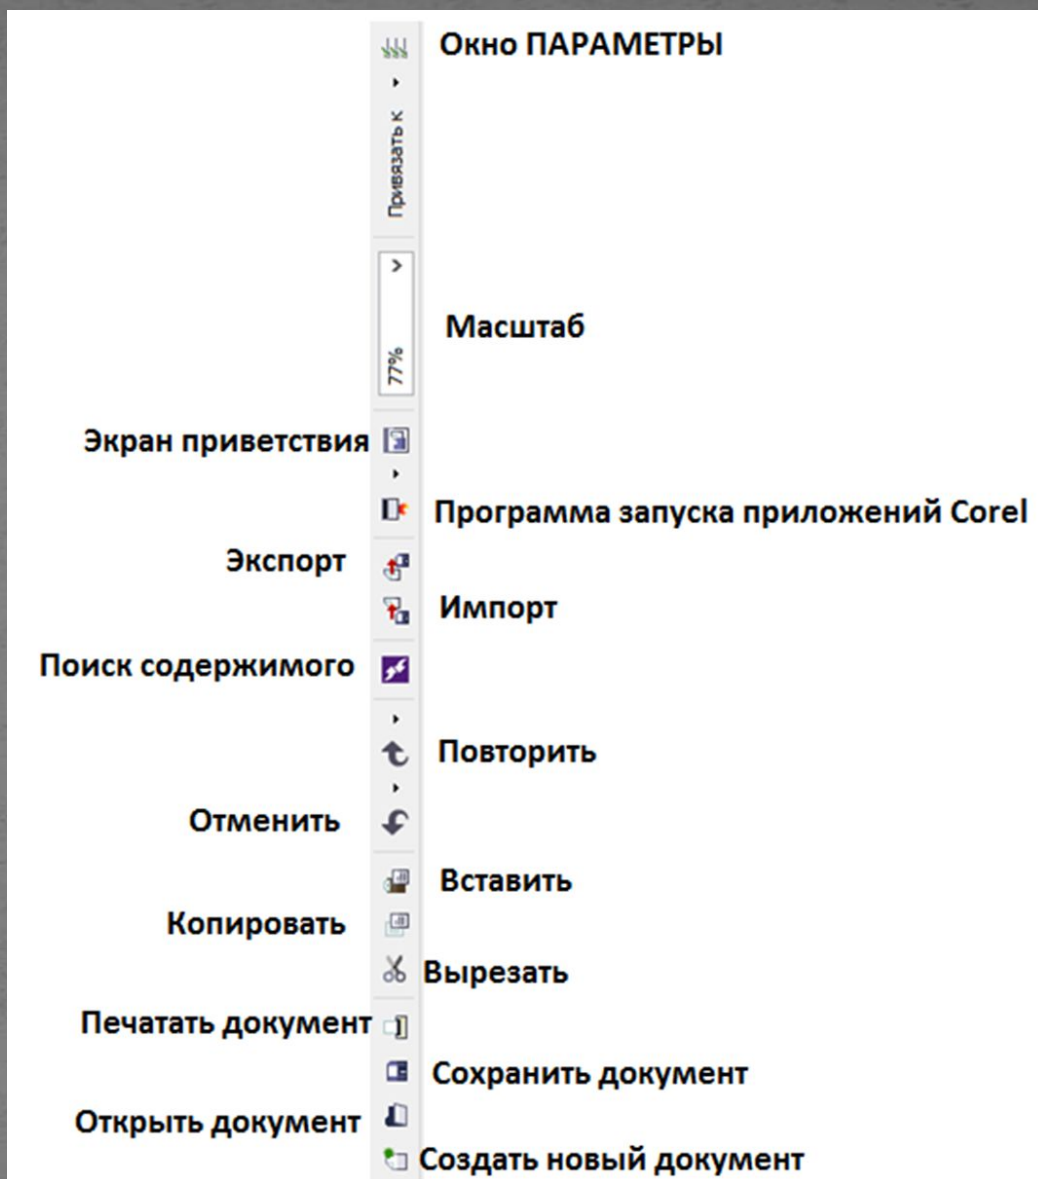 Окно ПАРАМЕТРЫ
Привязать к
77%
Масштаб
Экран приветствия
Программа запуска приложений Corel
Экспорт
Импорт
Поиск содержимого
Повторить
Отменить
Вставить
Копировать
Вырезать
Печатать документ
Сохранить документ
Открыть документ
Создать новый документ